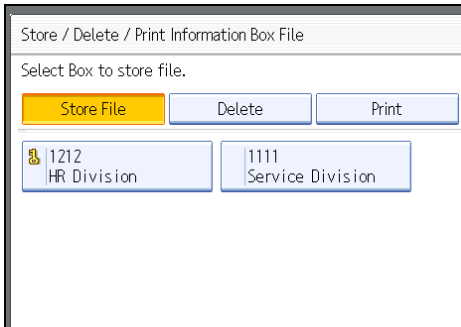 Store / Delete / Print Information Box File
Select Box to store file.
Store File Delete Print
1212 1111
HR Division Service Division